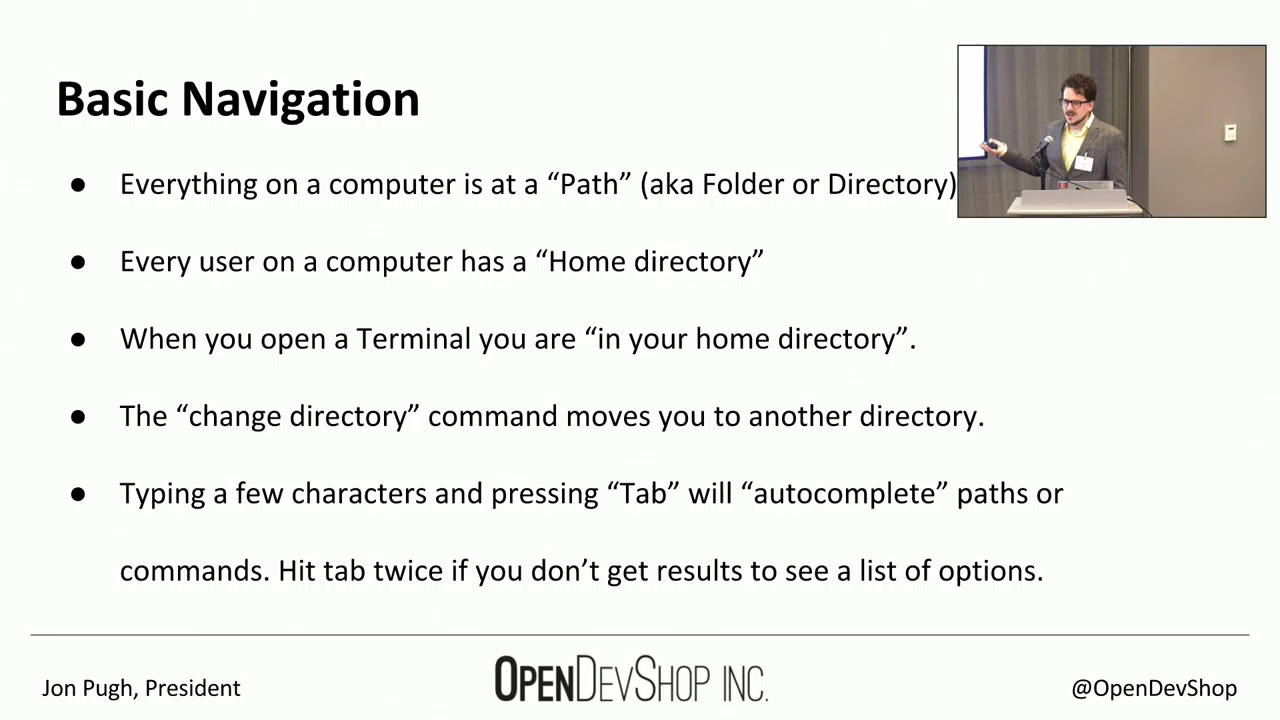 Basic Navigation
● Everything on a computer is at a “Path” (aka Folder or Directory)
● Every user on a computer has a “Home directory”
● When you open a Terminal you are “in your home directory”.
● The “change directory” command moves you to another directory.
● Typing a few characters and pressing “Tab” will “autocomplete” paths or
commands. Hit tab twice if you don’t get results to see a list of options.
Jon Pugh, President
OPENDEVSHOP INC.
@OpenDevShop